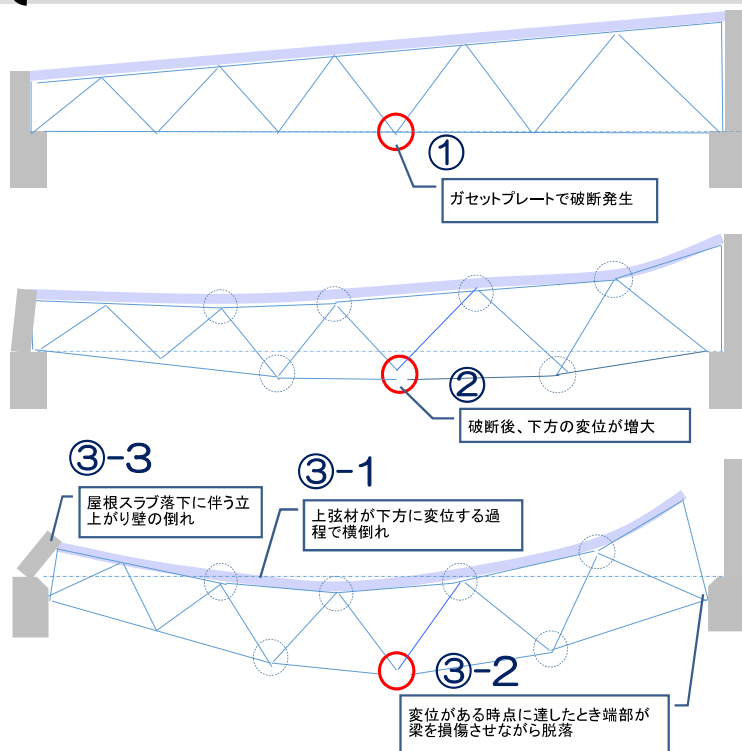 ①
ガセットプレートで破断発生
②
破断後、下方の変位が増大
③-3
③-1
屋根スラブ落下に伴う立
上がり壁の倒れ
上弦材が下方に変位する過
程で横倒れ
③-2
変位がある時点に達したとき端部が
梁を損傷させながら脱落